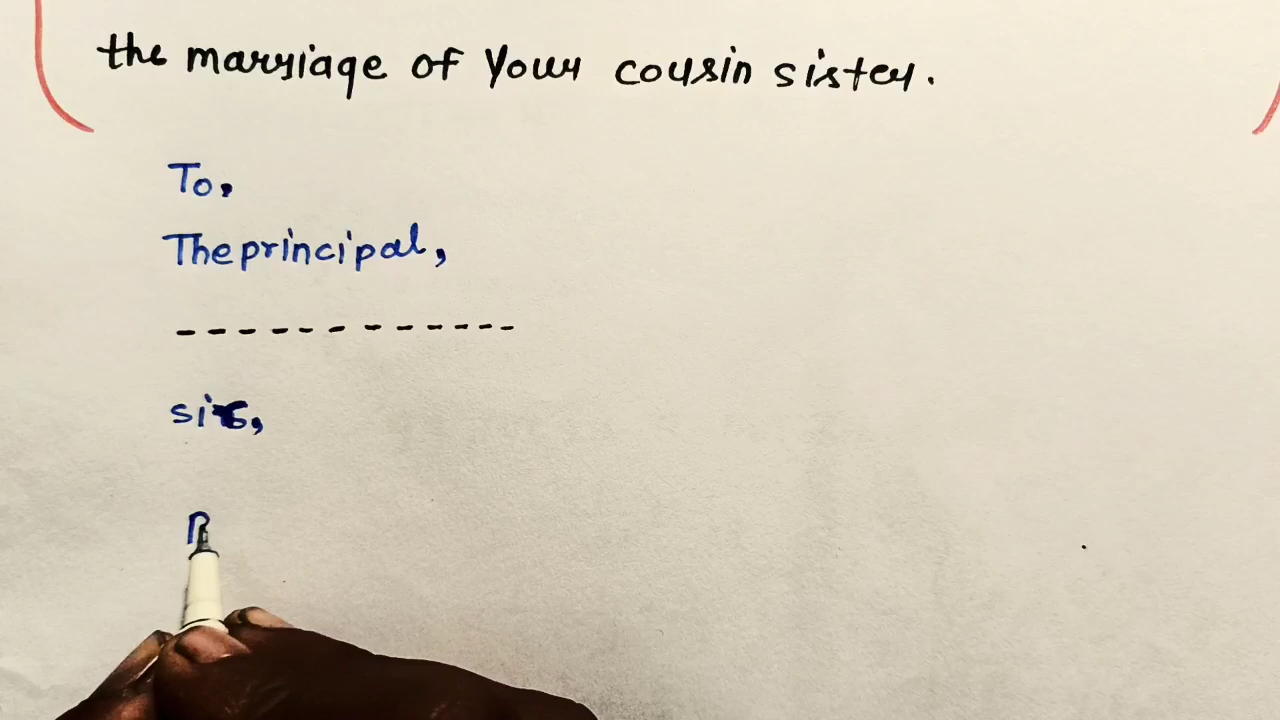 the marriage of your cousin sister.
To,
The principal,
------------
sir,